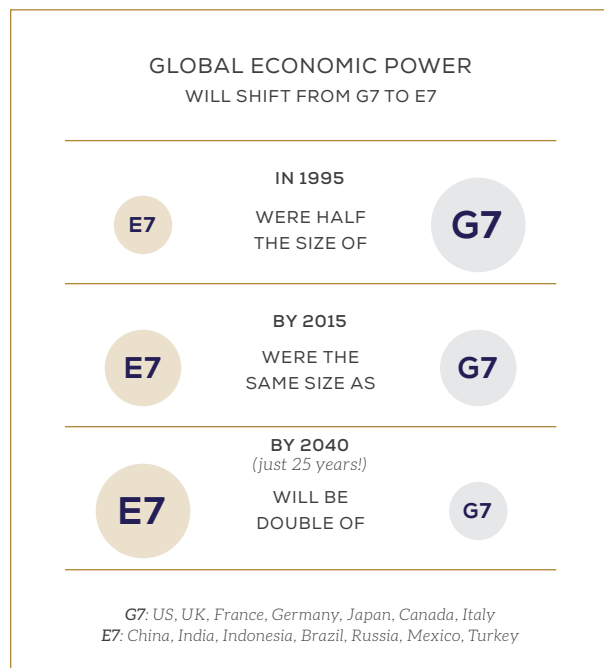 GLOBAL ECONOMIC POWER
WILL SHIFT FROM G7 TO E7
IN 1995
E7
WERE HALF
THE SIZE OF
G7
BY 2015
E7
WERE THE
SAME SIZE AS
G7
BY 2040
(just 25 years!)
E7
WILL BE
DOUBLE OF
G7
G7: US, UK, France, Germany, Japan, Canada, Italy
E7: China, India, Indonesia, Brazil, Russia, Mexico, Turkey